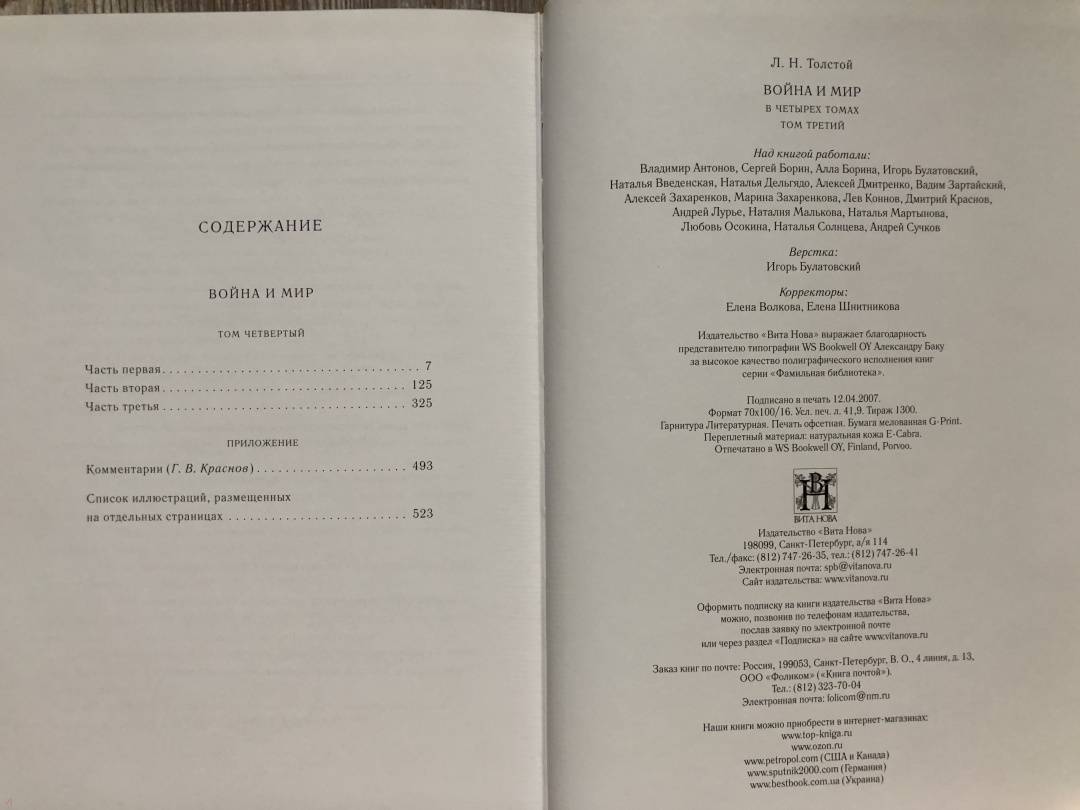 СОДЕРЖАНИЕ
ВОЙНА И МИР
ТОМ ЧЕТВЕРТЫЙ
Часть первая. . . . . . . . . . . . . . . . . . . . . . . . . . . . . . . . . . . . . 7
Часть вторая . . . . . . . . . . . . . . . . . . . . . . . . . . . . . . . . . . . 125
Часть третья . . . . . . . . . . . . . . . . . . . . . . . . . . . . . . . . . . . 325
ПРИЛОЖЕНИЕ
Комментарии (Г. В. Краснов) . . . . . . . . . . . . . . . . . . . . . 493
Список иллюстраций, размещенных
на отдельных страницах . . . . . . . . . . . . . . . . . . . . . . . . . 523
Л. Н. Толстой
ВОЙНА И МИР
В ЧЕТЫРЕХ ТОМАХ
ТОМ ТРЕТИЙ
Над книгой работали:
Владимир Антонов, Сергей Борин, Алла Борина, Игорь Булатовский,
Наталья Введенская, Наталья Дельгядо, Алексей Дмитренко, Вадим Зартайский,
Алексей Захаренков, Марина Захаренкова, Лев Коннов, Дмитрий Краснов,
Андрей Лурье, Наталия Малькова, Наталья Мартынова,
Любовь Осокина, Наталья Солнцева, Андрей Сучков
Верстка:
Игорь Булатовский
Корректоры:
Елена Волкова, Елена Шнитникова
Издательство «Вита Нова» выражает благодарность
представителю типографии WS Bookwell OY Александру Баку
за высокое качество полиграфического исполнения книг
серии «Фамильная библиотека».
Подписано в печать 12.04.2007.
Формат 70х100/16. Усл. печ. л. 41,9. Тираж 1300.
Гарнитура Литературная. Печать офсетная. Бумага мелованная G-Print.
Переплетный материал: натуральная кожа E-Cabra.
Отпечатано в WS Bookwell OY, Finland, Porvoo.
ВИТА НОВА
Издательство «Вита Нова»
198099, Санкт-Петербург, а/я 114
Тел./факс: (812) 747-26-35, тел.: (812) 747-26-41
Электронная почта: spb@vitanova.ru
Сайт издательства: www.vitanova.ru
Оформить подписку на книги издательства «Вита Нова»
можно, позвонив по телефонам издательства,
послав заявку по электронной почте
или через раздел «Подписка» на сайте www.vitanova.ru
Заказ книг по почте: Россия, 199053, Санкт-Петербург, В. О., 4 линия, д. 13,
ООО «Фоликом» («Книга почтой»).
Тел.: (812) 323-70-04
Электронная почта: folicom@nm.ru
Наши книги можно приобрести в интернет-магазинах:
www.top-kniga.ru
www.ozon.ru
www.petropol.com (США и Канада)
www.sputnik2000.com (Германия)
www.bestbook.com.ua (Украина)